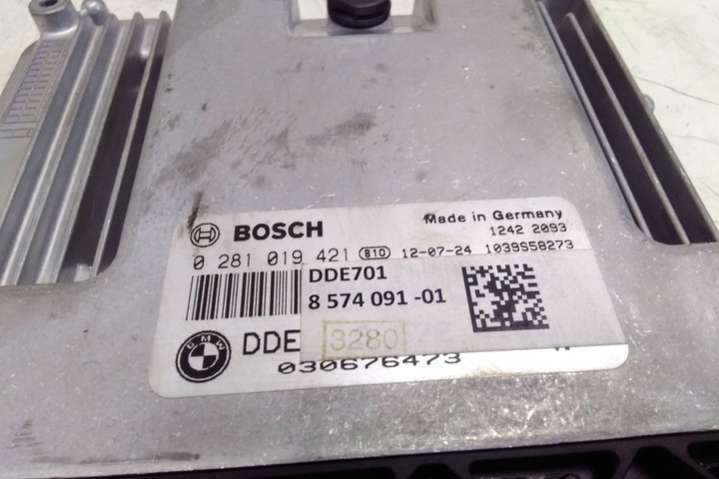 BOSCH
Made in Germany
1242 2093
0 281 019 421 810 12-07-24 1039S58273
DDE701
8 574 091 -01
BMW
DDE 3280
030676473